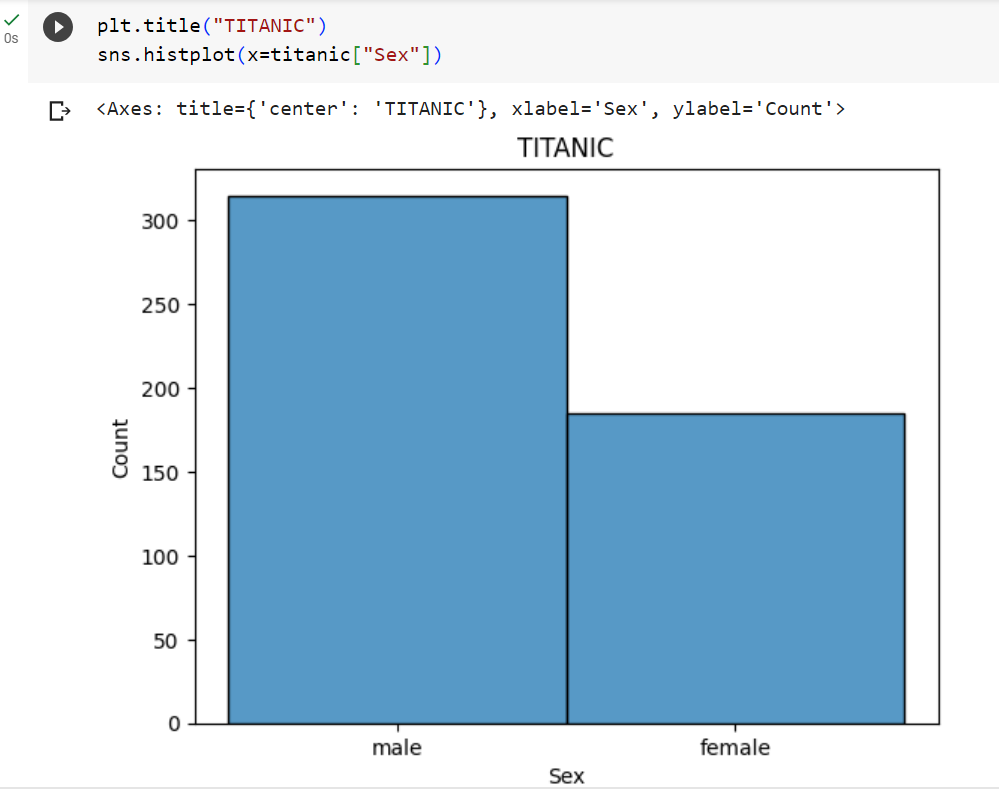 plt.title("TITANIC")
sns.histplot(x=titanic["Sex"])
0s
<Axes: title={'center': 'TITANIC'}, xlabel='Sex', ylabel='Count'>
TITANIC
300
250
200
150
100
50
0
Count
male female
Sex